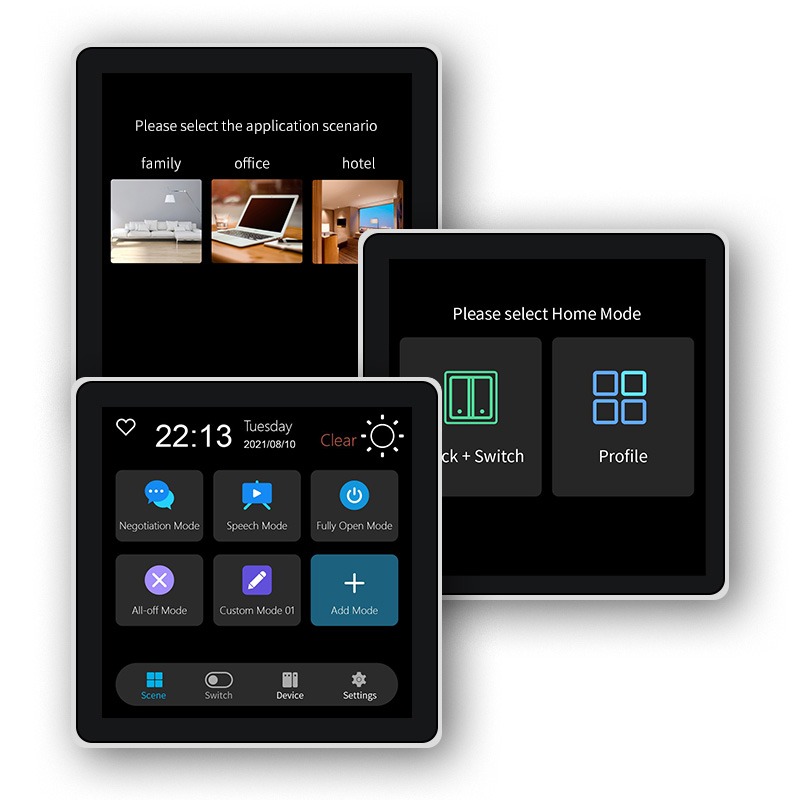 Please select the application scenario
family office hotel
Please select Home Mode
ck + Switch Profile
22:13 Tuesday
2021/08/10
Clear
Negotiation Mode Speech Mode Fully Open Mode
All-off Mode Custom Mode 01 Add Mode
Scene Switch Device Settings